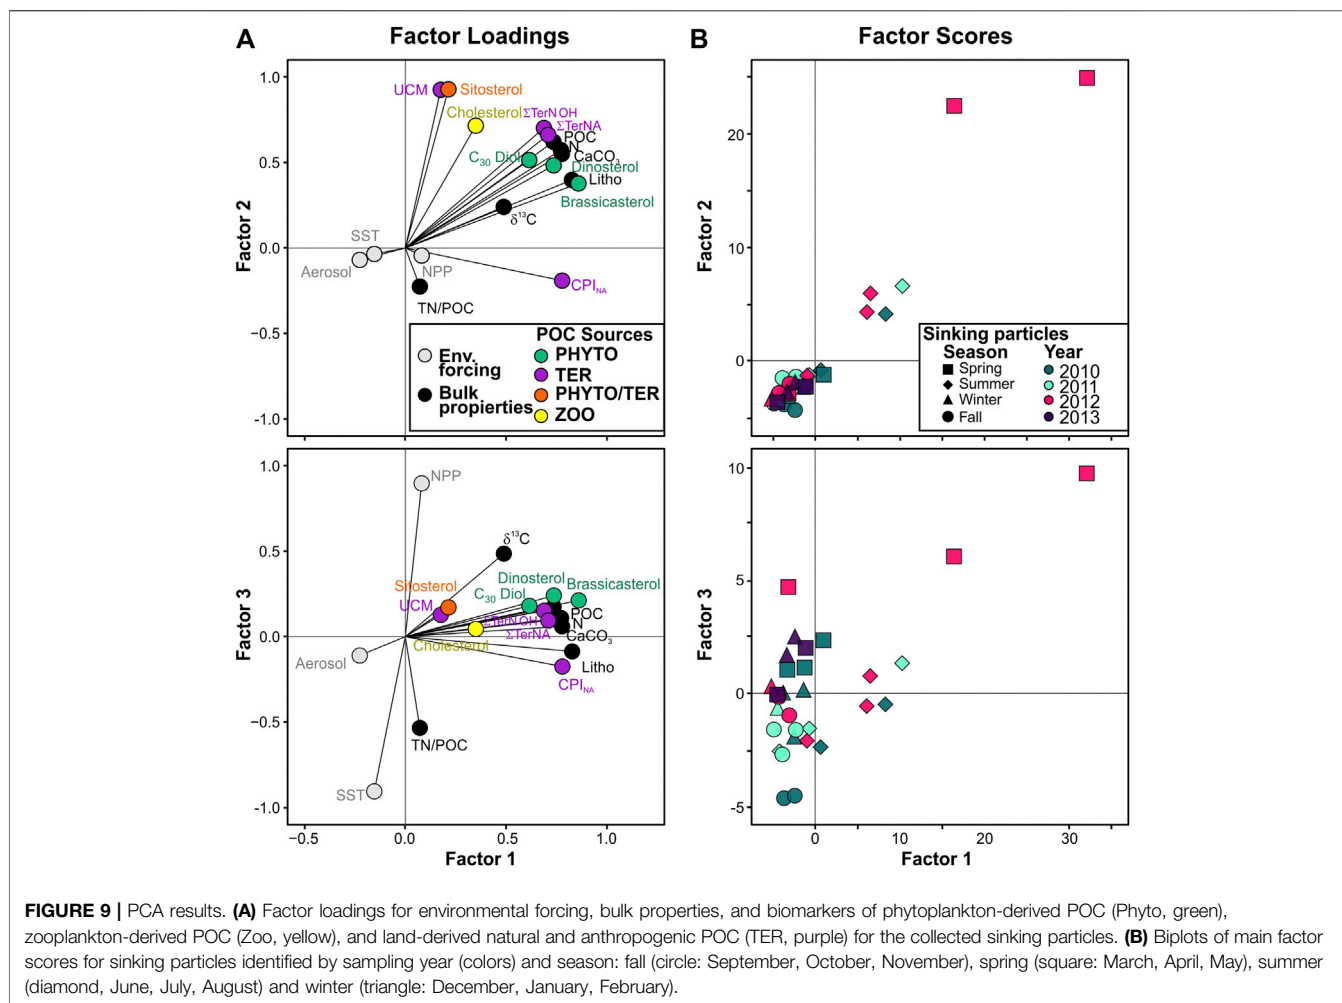 A
Factor Loadings
B
Factor Scores
1.0
0.5
0.0
−0.5
-1.0
Factor 2
UCM
Sitosterol
Cholesterol
ΣTerN.OH
ΣTerNA
POC
N
CaCO3
C30 Diol
Dinosterol
Litho
Brassicasterol
δ13C
SST
Aerosol
NPP
CPINA
TN/POC
POC Sources
Env. forcing
Bulk propierties
PHYTO
TER
PHYTO/TER
ZOO
20
10
0
Factor 2
Sinking particles
Season
Year
Spring
Summer
Winter
Fall
2010
2011
2012
2013
1.0
0.5
0.0
-0.5
-1.0
Factor 3
NPP
δ13C
Sitosterol
UCM
Dinosterol
Brassicasterol
C30 Diol
POC
N
CaCO3
ΣTerNA
Cholesterol
Litho
CPINA
Aerosol
TN/POC
SST
−0.5
0.0
0.5
1.0
Factor 1
10
5
0
-5
Factor 3
0
10
20
30
Factor 1
FIGURE 9 | PCA results. (A) Factor loadings for environmental forcing, bulk properties, and biomarkers of phytoplankton-derived POC (Phyto, green),
zooplankton-derived POC (Zoo, yellow), and land-derived natural and anthropogenic POC (TER, purple) for the collected sinking particles. (B) Biplots of main factor
scores for sinking particles identified by sampling year (colors) and season: fall (circle: September, October, November), spring (square: March, April, May), summer
(diamond, June, July, August) and winter (triangle: December, January, February).